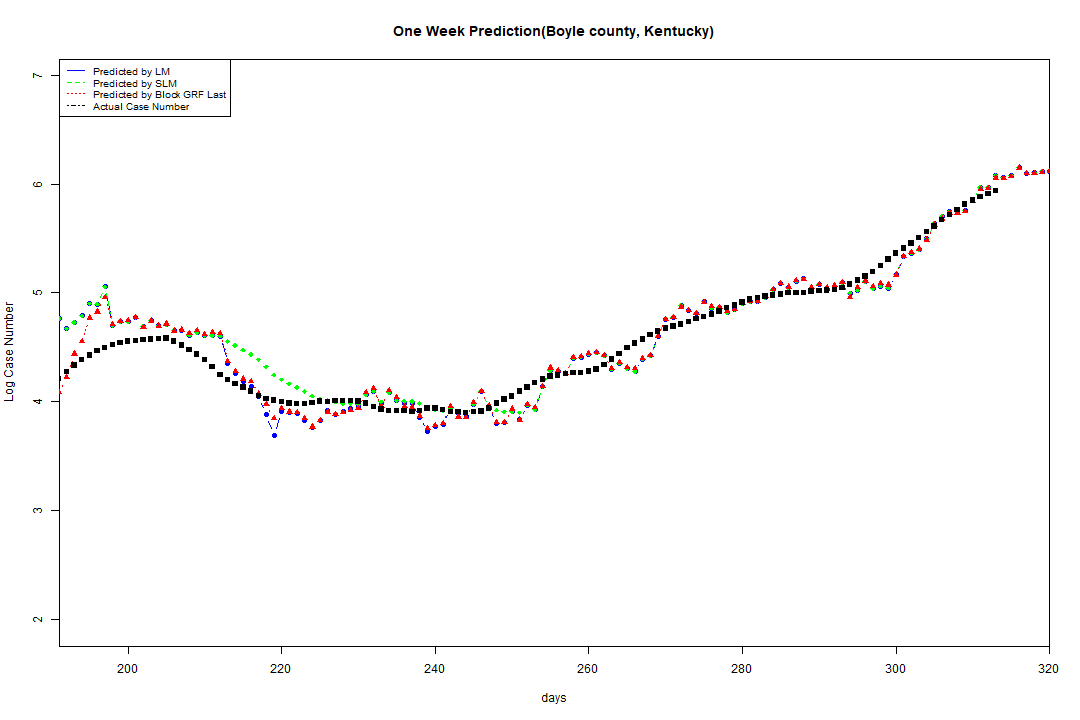 One Week Prediction(Boyle county, Kentucky)
Predicted by LM
Predicted by SLM
Predicted by Block GRF Last
Actual Case Number
7
6
5
4
3
2
Log Case Number
200 220 240 260 280 300 320
days